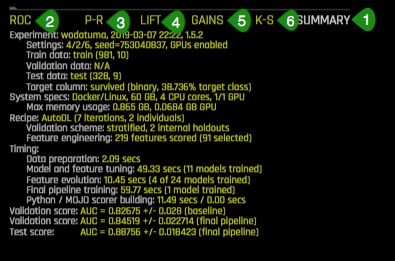 ROC 2 P-R 3 LIFT 4 GAINS 5 K-S 6 SUMMARY 1
Experiment: wodatuma, 2019-03-07 22:22, 1.5.2
Settings: 4/2/6, seed=753040837, GPUs enabled
Train data: train (981, 10)
Validation data: N/A
Test data: test (328, 9)
Target column: survived (binary, 38.736% target class)
System specs: Docker/Linux, 60 GB, 4 CPU cores, 1/1 GPU
Max memory usage: 0.865 GB, 0.0684 GB GPU
Recipe: AutoDL (7 iterations, 2 individuals)
Validation scheme: stratified, 2 internal holdouts
Feature engineering: 219 features scored (91 selected)
Timing:
Data preparation: 2.09 secs
Model and feature tuning: 49.33 secs (11 models trained)
Feature evolution: 10.45 secs (4 of 24 models trained)
Final pipeline training: 59.77 secs (1 model trained)
Python / MOJO scorer building: 11.49 secs / 0.00 secs
Validation score: AUC = 0.82675 +/- 0.028 (baseline)
Validation score: AUC = 0.84519 +/- 0.022714 (final pipeline)
Test score: AUC = 0.88756 +/- 0.018423 (final pipeline)